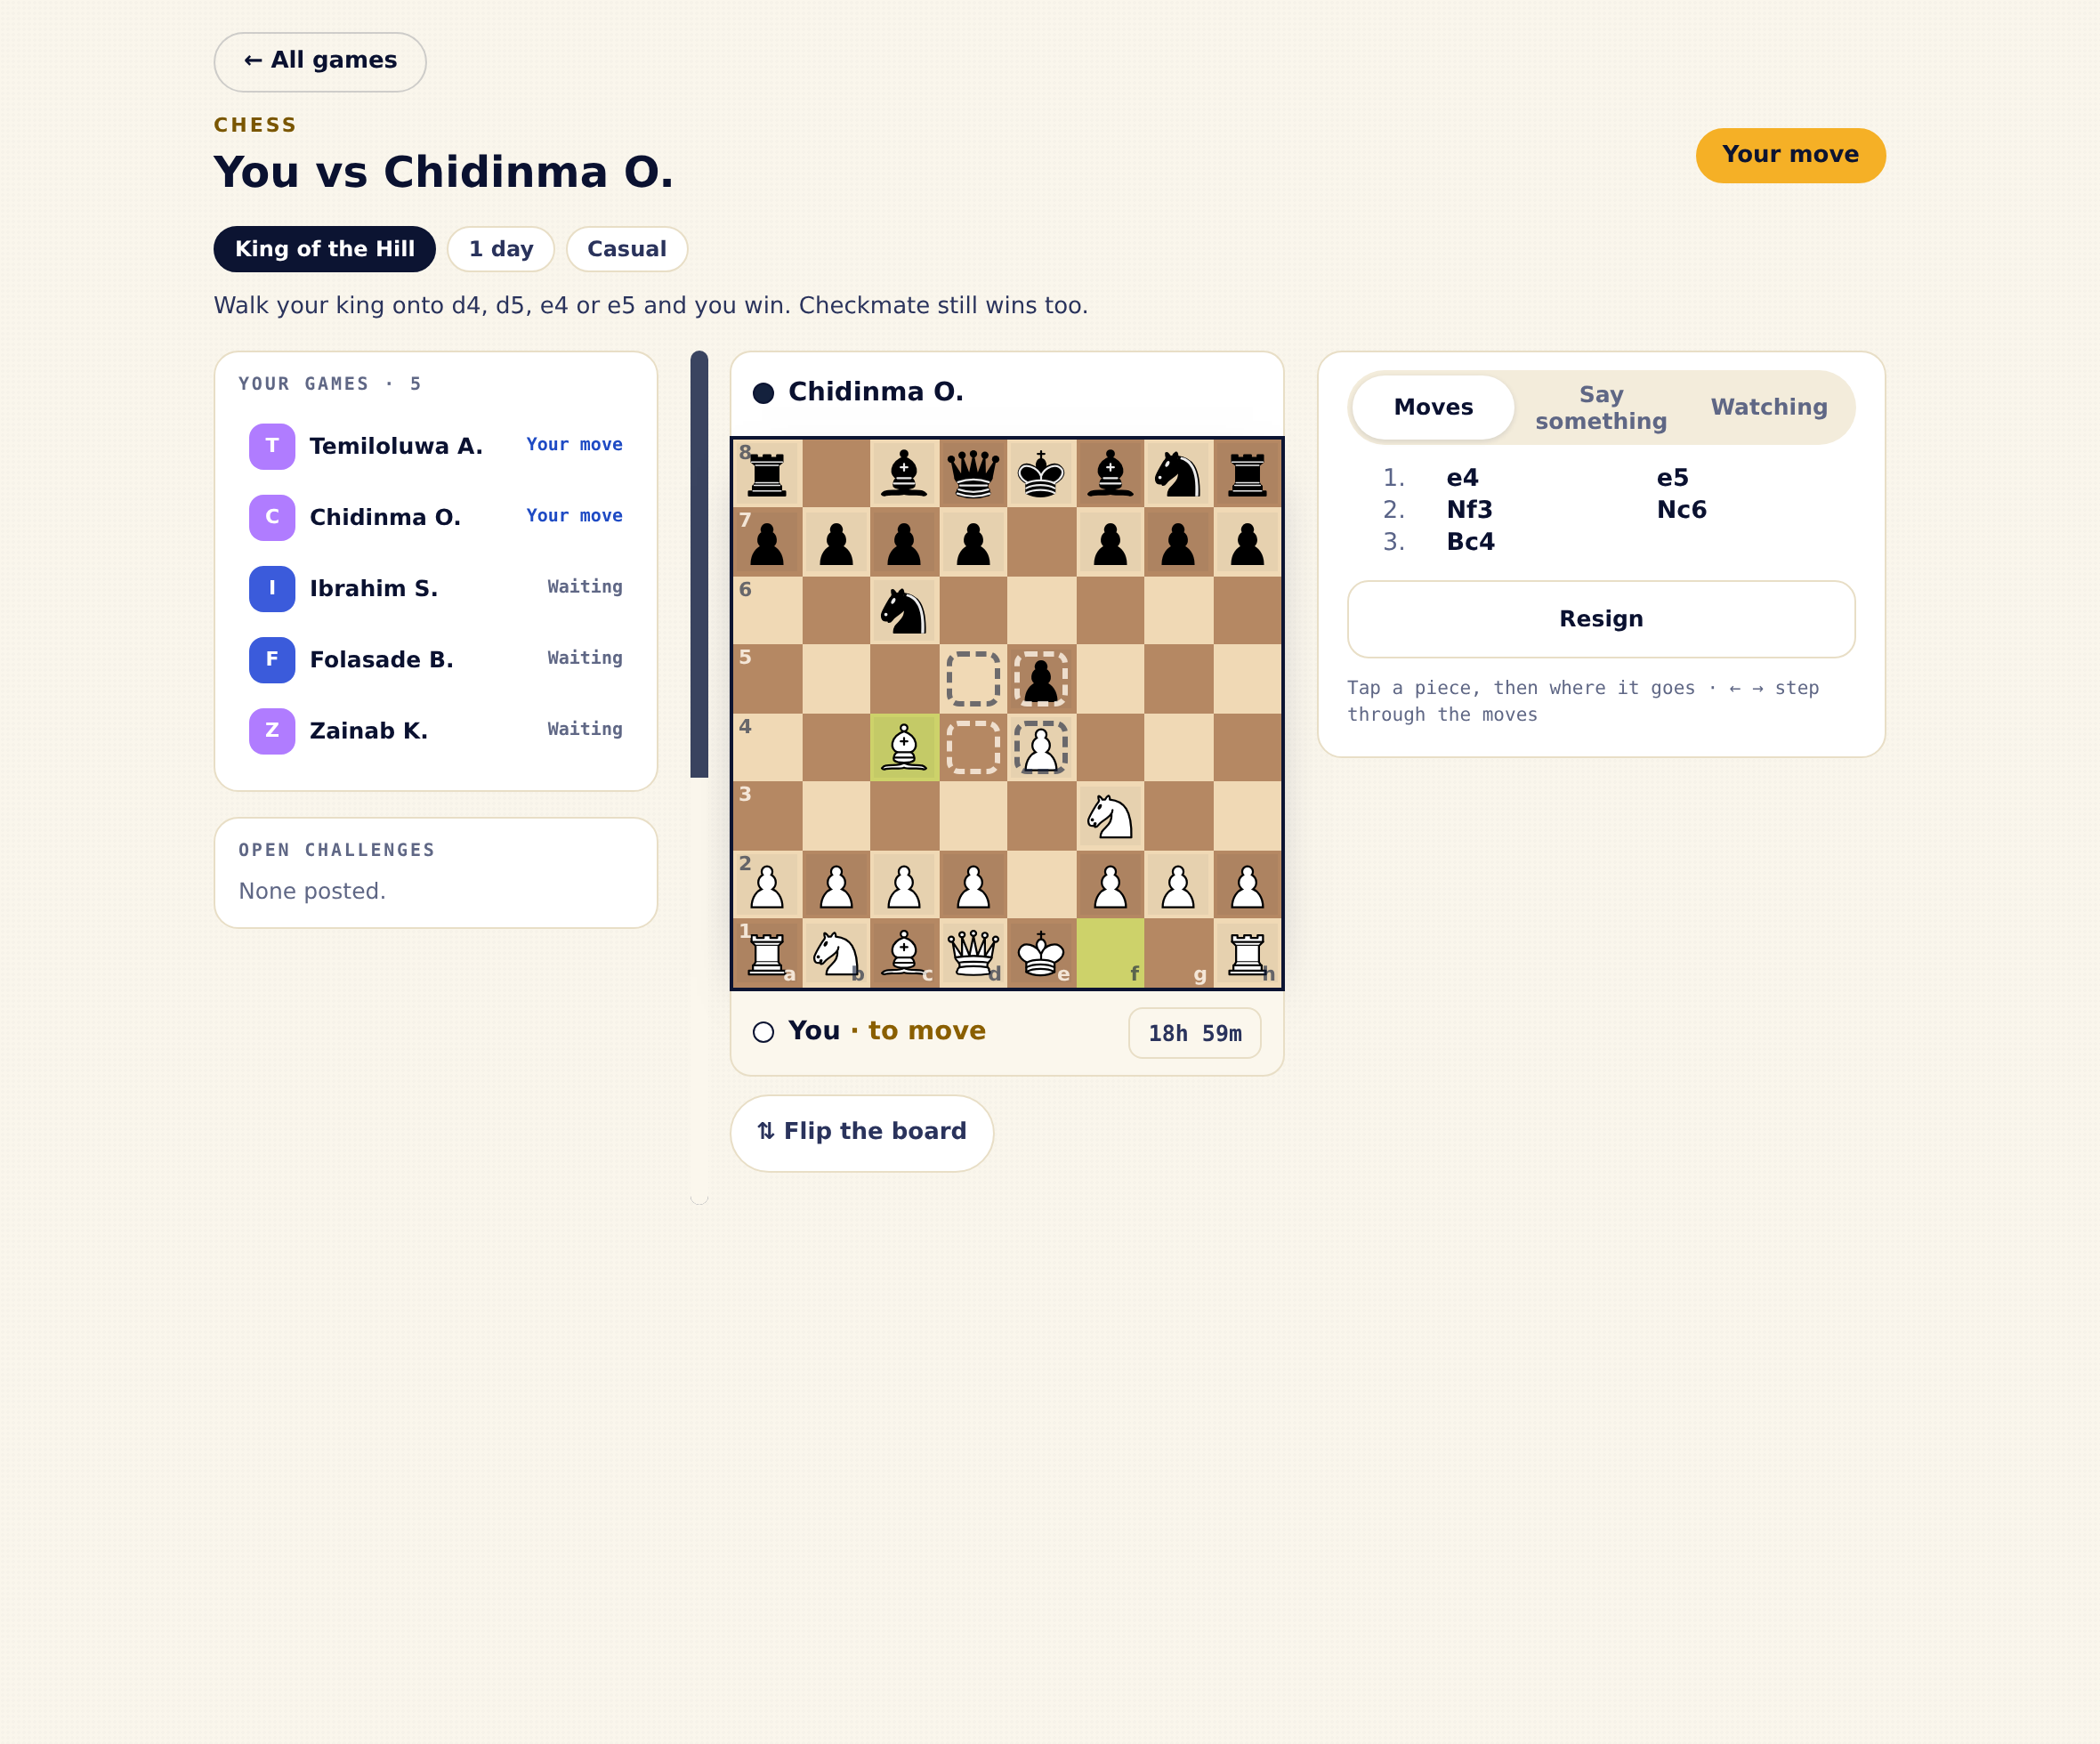 ← All games
CHESS
You vs Chidinma O.
Your move
King of the Hill
1 day
Casual
Walk your king onto d4, d5, e4 or e5 and you win. Checkmate still wins too.
YOUR GAMES · 5
T Temiloluwa A. Your move
C Chidinma O. Your move
I Ibrahim S. Waiting
F Folasade B. Waiting
Z Zainab K. Waiting
OPEN CHALLENGES
None posted.
Chidinma O.
8
7
6
5
4
3
2
1
a b c d e f g h
You · to move
18h 59m
⇅ Flip the board
Moves
Say something
Watching
1. e4 e5
2. Nf3 Nc6
3. Bc4
Resign
Tap a piece, then where it goes · ← → step
through the moves